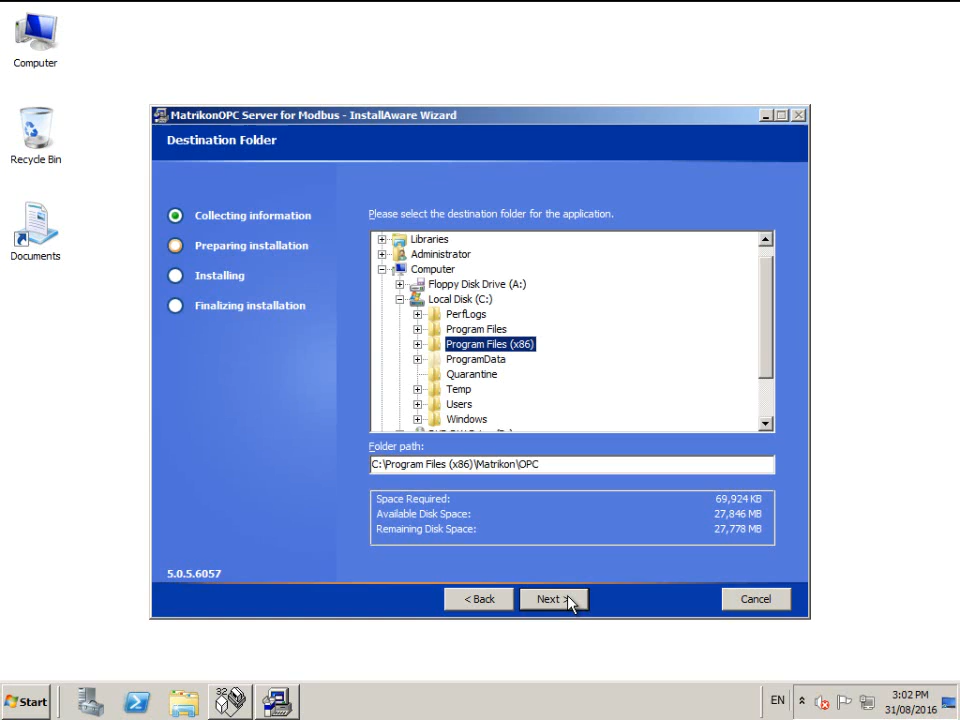 Computer
Recycle Bin
Documents
MatrikonOPC Server for Modbus - InstallAware Wizard
Destination Folder
Collecting information
Preparing installation
Installing
Finalizing installation
Please select the destination folder for the application.
Libraries
Administrator
Computer
Floppy Disk Drive (A:)
Local Disk (C:)
PerfLogs
Program Files
Program Files (x86)
ProgramData
Quarantine
Temp
Users
Windows
Folder path:
C:\Program Files (x86)\Matrikon\OPC
Space Required: 69,924 KB
Available Disk Space: 27,846 MB
Remaining Disk Space: 27,778 MB
5.0.5.6057
< Back
Next >
Cancel
Start
32
EN
3:02 PM
31/08/2016